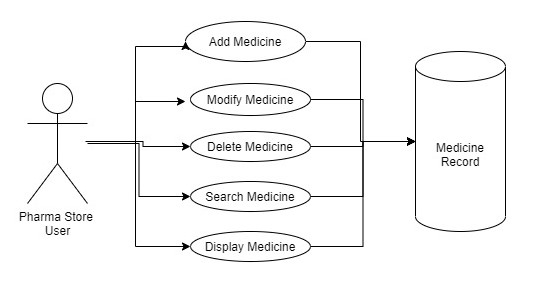 Add Medicine
Modify Medicine
Delete Medicine
Search Medicine
Display Medicine
Pharma Store
User
Medicine
Record